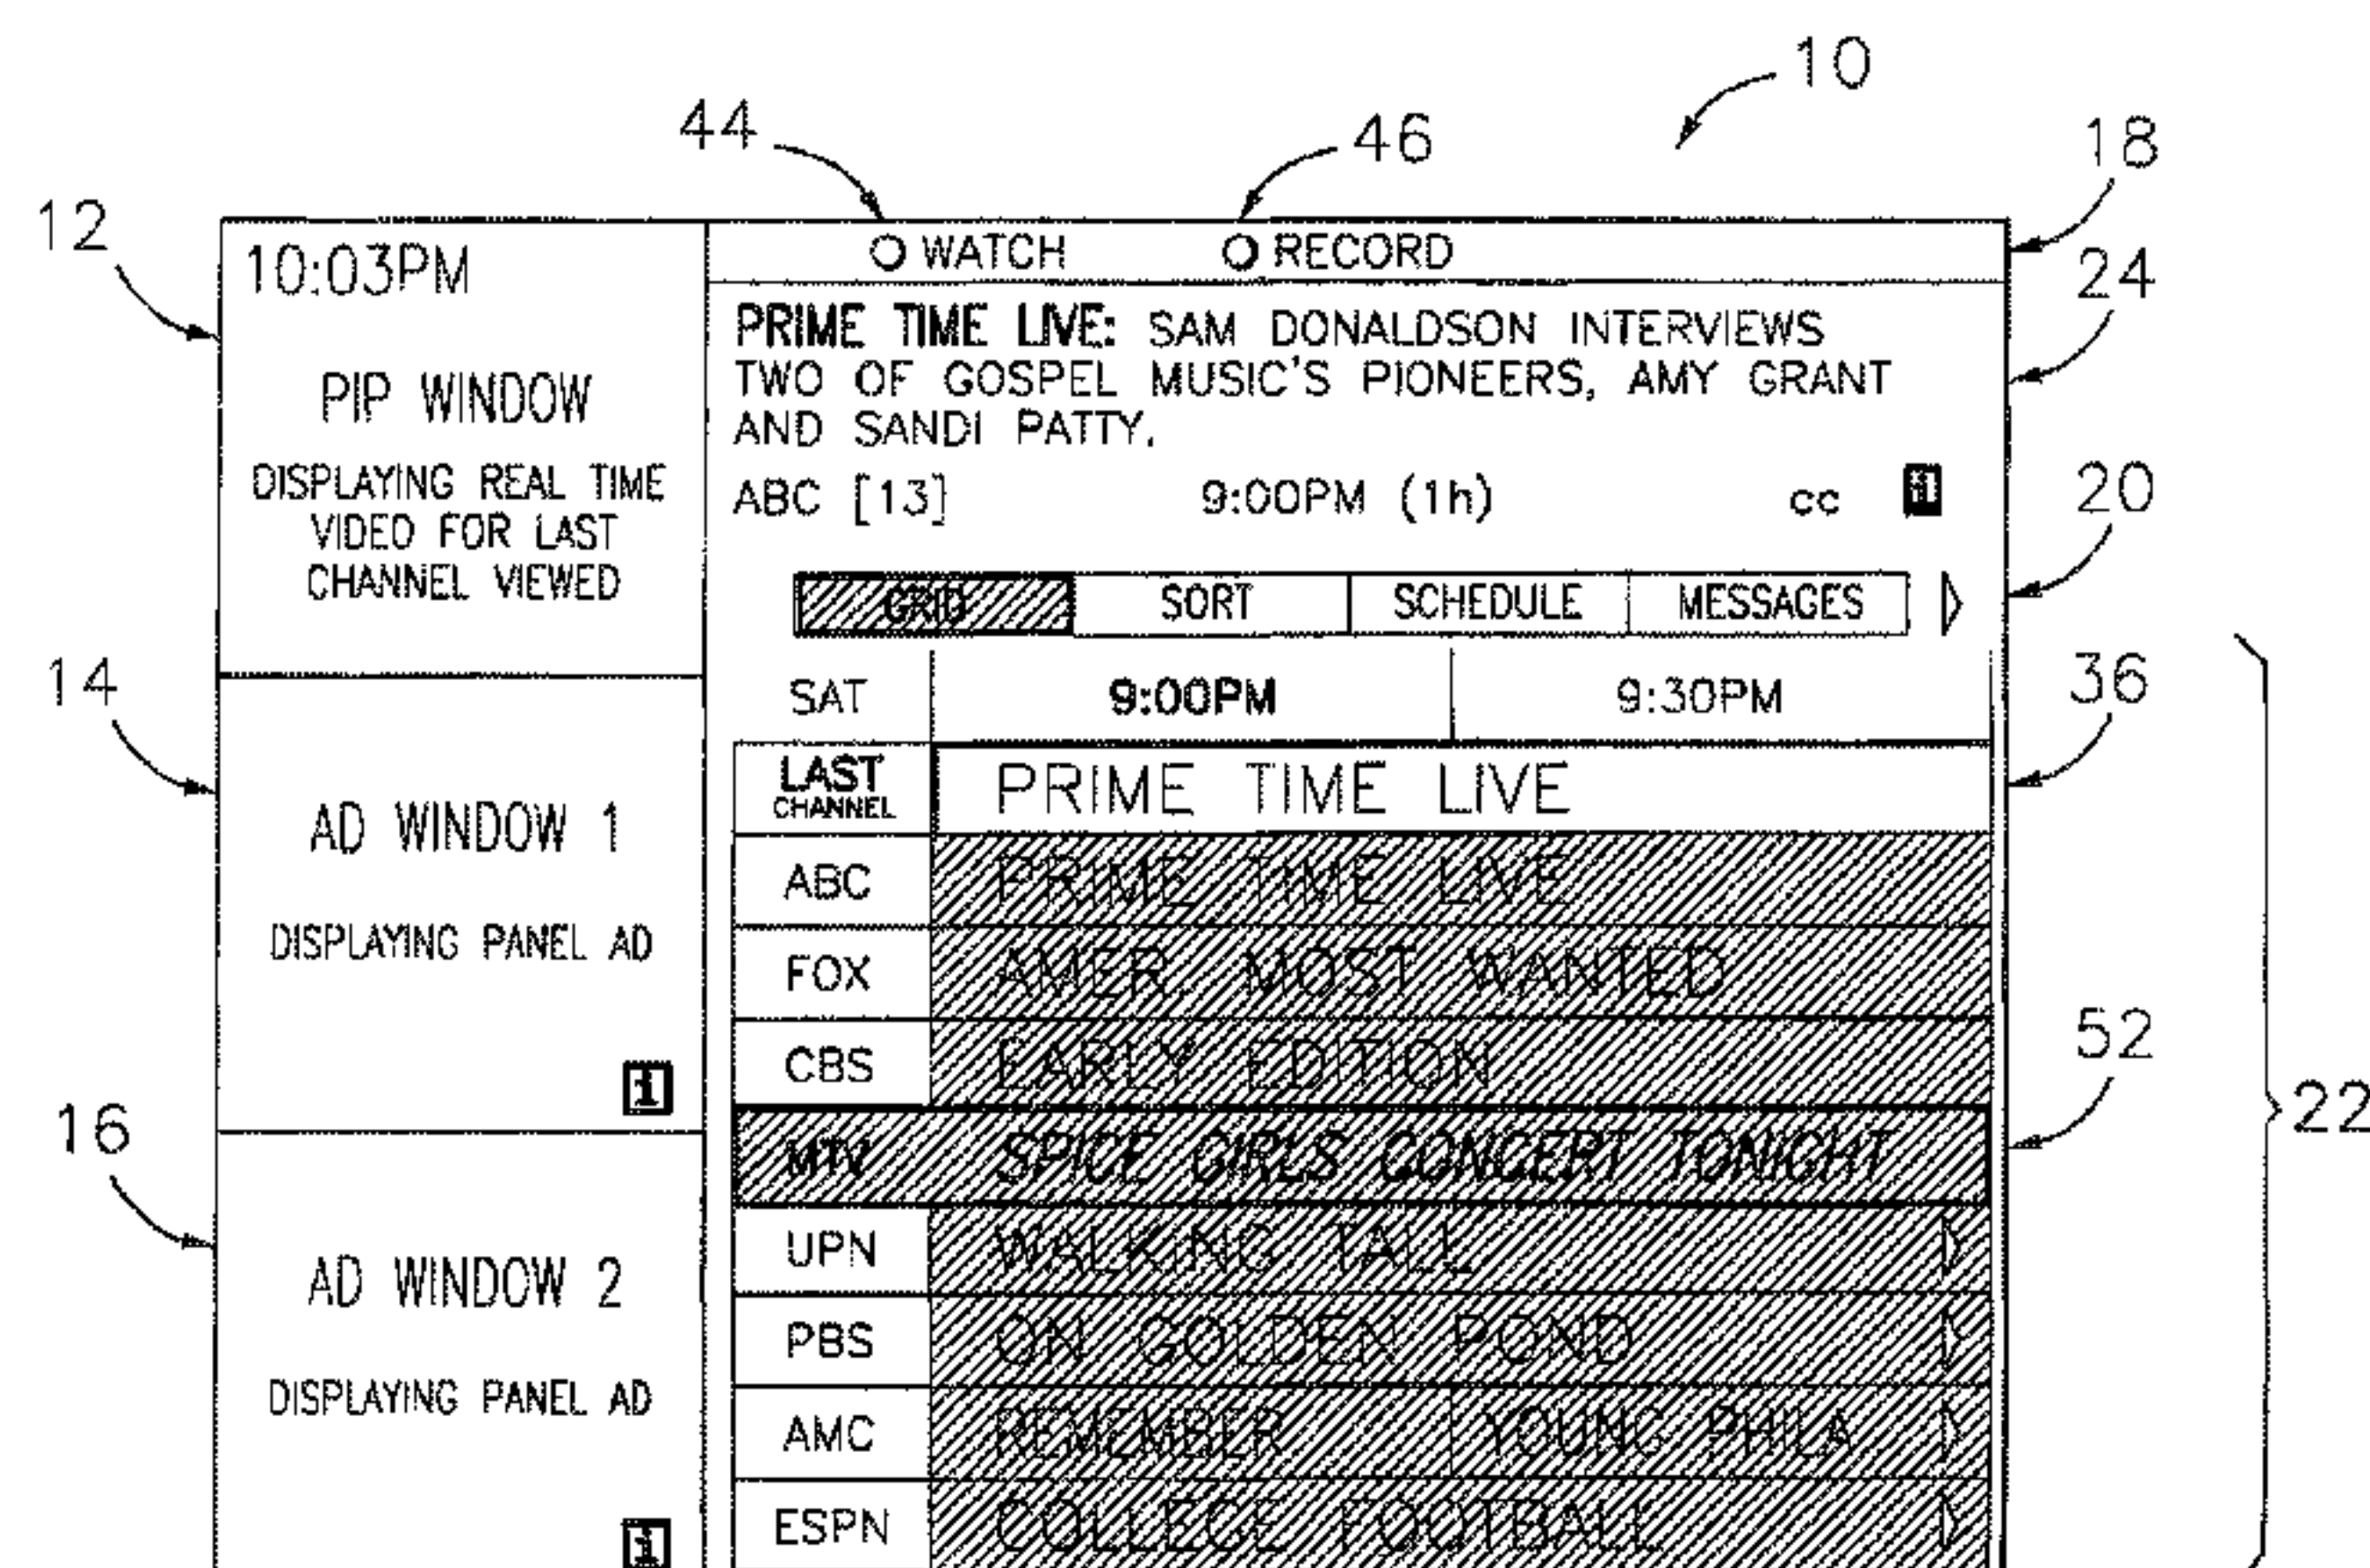 10
44
46
18
12
10:03PM
WATCH
RECORD
24
PRIME TIME LIVE: SAM DONALDSON INTERVIEWS
TWO OF GOSPEL MUSIC'S PIONEERS, AMY GRANT
AND SANDI PATTY.
PIP WINDOW
DISPLAYING REAL TIME
VIDEO FOR LAST
CHANNEL VIEWED
ABC [13] 9:00PM (1h) cc i
20
GRID SORT SCHEDULE MESSAGES
14
SAT 9:00PM 9:30PM
36
LAST
CHANNEL
PRIME TIME LIVE
AD WINDOW 1
DISPLAYING PANEL AD
i
ABC PRIME TIME LIVE
FOX AMER. MOST WANTED
CBS EARLY EDITION
52
22
16
MTV SPICE GIRLS CONCERT TONIGHT
UPN WALKING TALL
AD WINDOW 2
DISPLAYING PANEL AD
i
PBS ON GOLDEN POND
AMC REMEMBER YOUNG PHILA
ESPN COLLEGE FOOTBALL